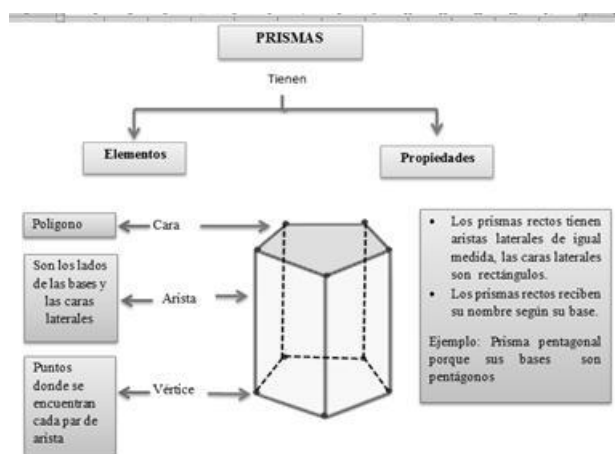 PRISMAS
Tienen
Elementos
Propiedades
Polígono
Cara
Son los lados
de las bases y
las caras
laterales
Arista
Puntos
donde se
encuentran
cada par de
arista
Vértice
• Los prismas rectos tienen
aristas laterales de igual
medida, las caras laterales
son rectángulos.
• Los prismas rectos reciben
su nombre según su base.
Ejemplo: Prisma pentagonal
porque sus bases son
pentágonos